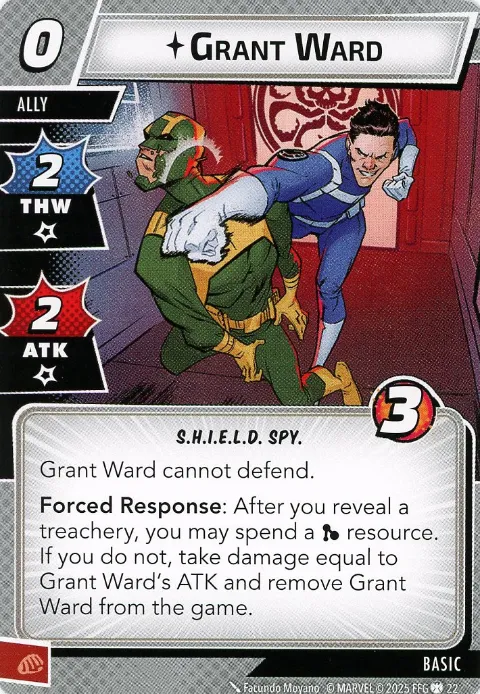 0
GRANT WARD
ALLY
2
THW
2
ATK
3
S.H.I.E.L.D. SPY.
Grant Ward cannot defend.
Forced Response: After you reveal a
treachery, you may spend a resource.
If you do not, take damage equal to
Grant Ward's ATK and remove Grant
Ward from the game.
BASIC
Facundo Moyano © MARVEL © 2025 FFG 22